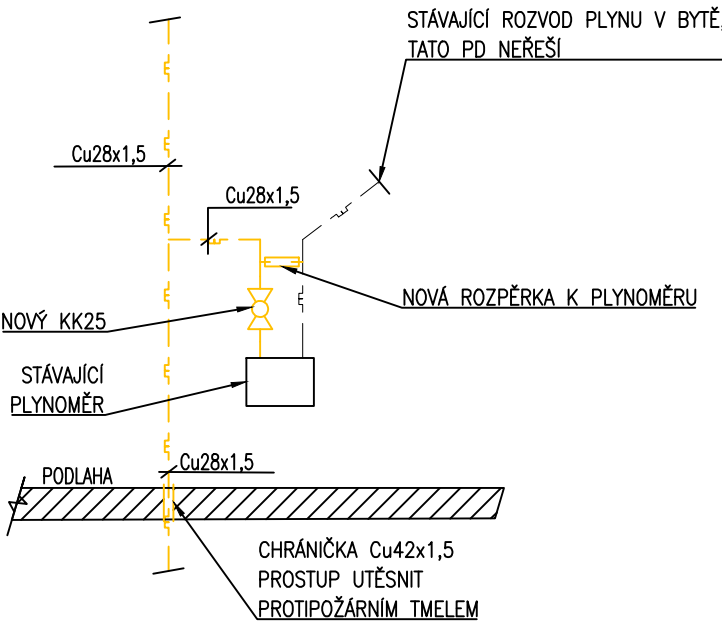 STÁVAJÍCÍ ROZVOD PLYNU V BYTĚ,
TATO PD NEŘEŠÍ
Cu28x1,5
Cu28x1,5
NOVÁ ROZPĚRKA K PLYNOMĚRU
NOVÝ KK25
STÁVAJÍCÍ
PLYNOMĚR
Cu28x1,5
PODLAHA
CHRÁNIČKA Cu42x1,5
PROSTUP UTĚSNIT
PROTIPOŽÁRNÍM TMELEM